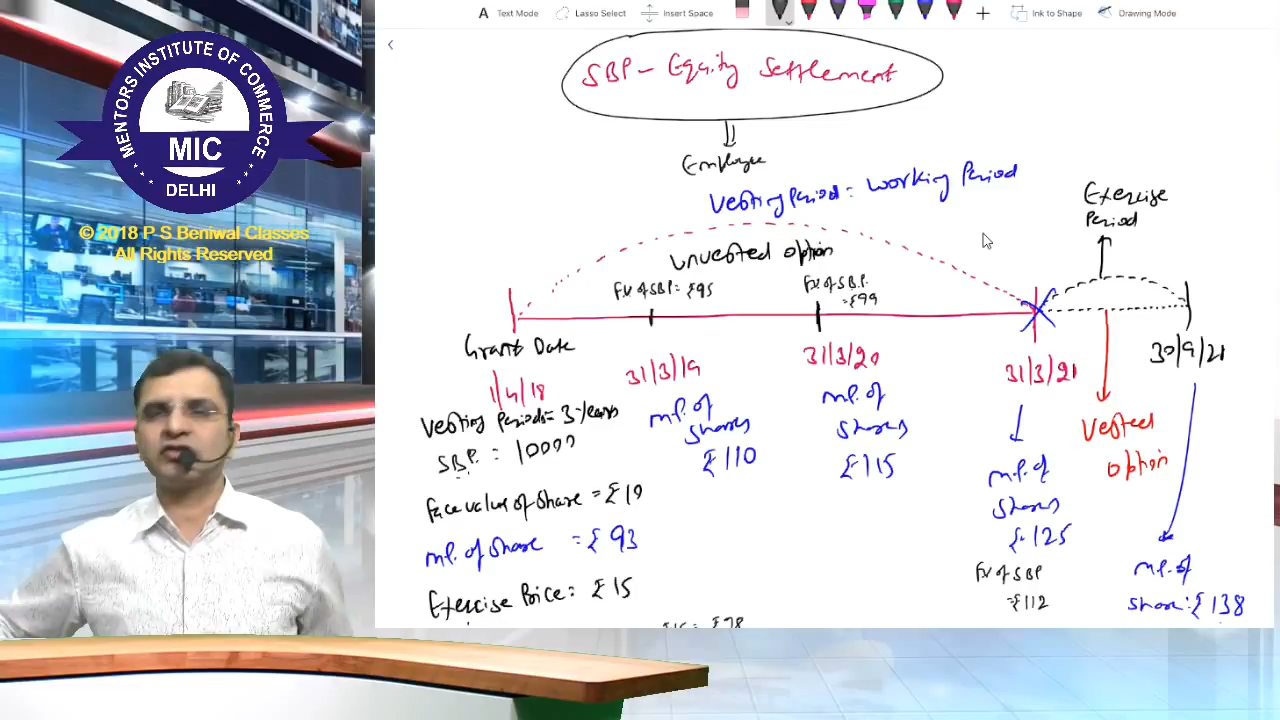 Text Mode
Lasso Select
Insert Space
Ink to Shape
Drawing Mode
MENTORS INSTITUTE OF COMMERCE
MIC
DELHI
© 2018 P S Beniwal Classes
All Rights Reserved
SBP - Equity Settlement
Employee
Vesting Period = Working Period
Exercise
Period
unvested option
F.V. of SBP = ₹95
F.V. of S.B.P.
= ₹99
Grant Date
1/4/18
31/3/19
31/3/20
31/3/21
30/9/21
Vesting Periods = 3-Years
SBP. = 10000
Face value of Share = ₹10
M.P. of Share = ₹93
Exercise Price = ₹15
M.P. of
shares
₹110
M.P. of
shares
₹115
M.P. of
shares
₹125
F.V. of SBP
= ₹112
Vested
option
M.P. of
share: ₹138
= ₹78